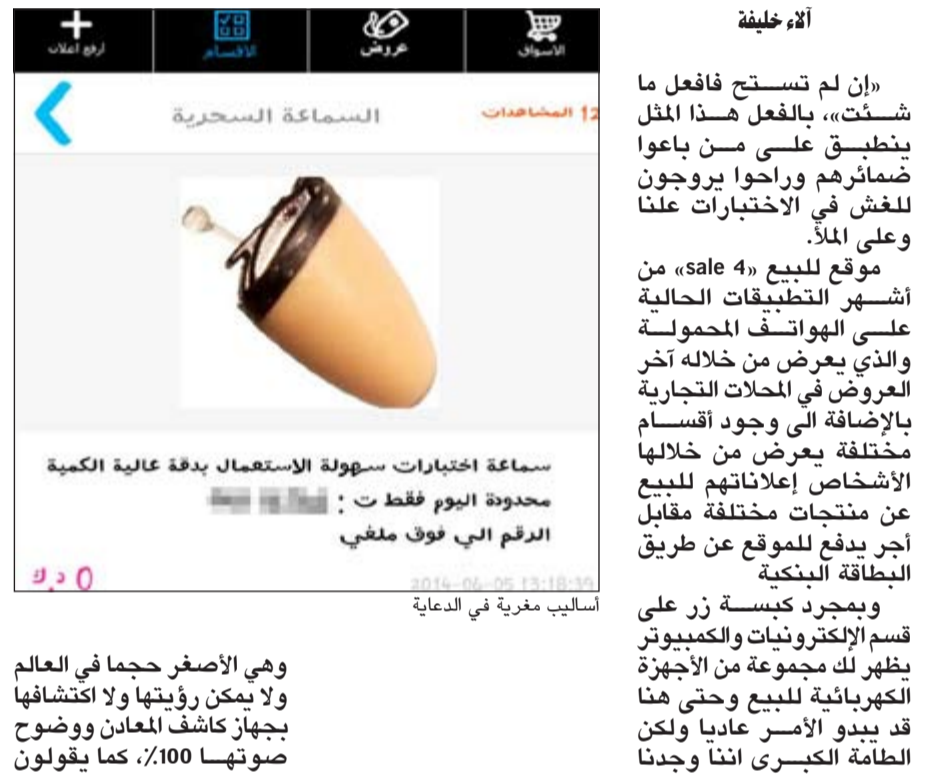 آلاء خليفة
«إن لم تستح فافعل ما
شئت»، بالفعل هذا المثل
ينطبق على من باعوا
ضمائرهم وراحوا يروجون
للغش في الاختبارات علنا
وعلى الملأ.
موقع للبيع «4 sale» من
أشهر التطبيقات الحالية
على الهواتف المحمولة
والذي يعرض من خلاله آخر
العروض في المحلات التجارية
بالإضافة الى وجود أقسام
مختلفة يعرض من خلالها
الأشخاص إعلاناتهم للبيع
عن منتجات مختلفة مقابل
أجر يدفع للموقع عن طريق
البطاقة البنكية
وبمجرد كبسة زر على
قسم الإلكترونيات والكمبيوتر
يظهر لك مجموعة من الأجهزة
الكهربائية للبيع وحتى هنا
قد يبدو الأمر عاديا ولكن
الطامة الكبرى اننا وجدنا
الاسواق
عروض
الاقسام
ارفع اعلان
12 المشاهدات
السماعة السحرية
سماعة اختبارات سهولة الإستعمال بدقة عالية الكمية
محدودة اليوم فقط ت :
الرقم الي فوق ملغي
2014-06-05 13:18:39
0 د.ك
أساليب مغرية في الدعاية
وهي الأصغر حجما في العالم
ولا يمكن رؤيتها ولا اكتشافها
بجهاز كاشف المعادن ووضوح
صوتها 100٪، كما يقولون